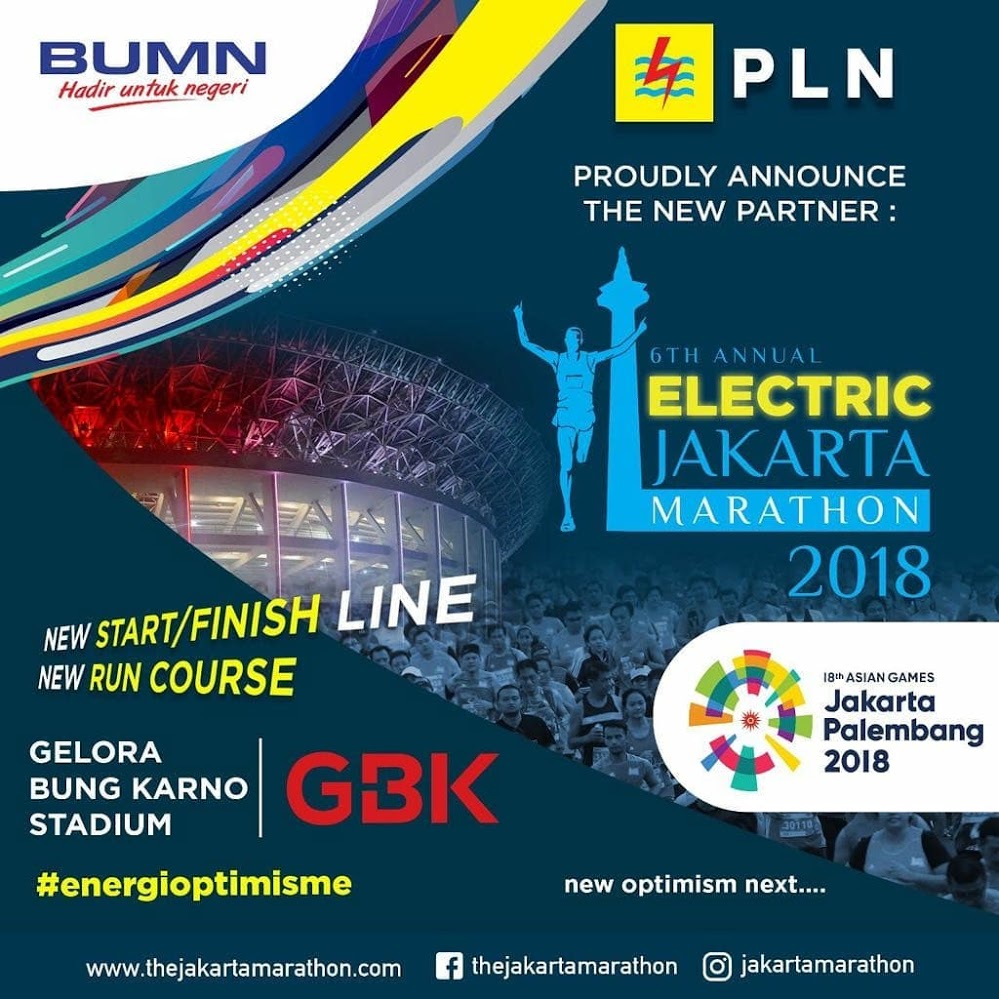 BUMN
Hadir untuk negeri
PLN
PROUDLY ANNOUNCE
THE NEW PARTNER :
6TH ANNUAL
ELECTRIC
JAKARTA
MARATHON
2018
NEW START/FINISH LINE
NEW RUN COURSE
18th ASIAN GAMES
Jakarta
Palembang
2018
GELORA
BUNG KARNO
STADIUM
GBK
30110
#energioptimisme
new optimism next....
www.thejakartamarathon.com
thejakartamarathon
jakartamarathon